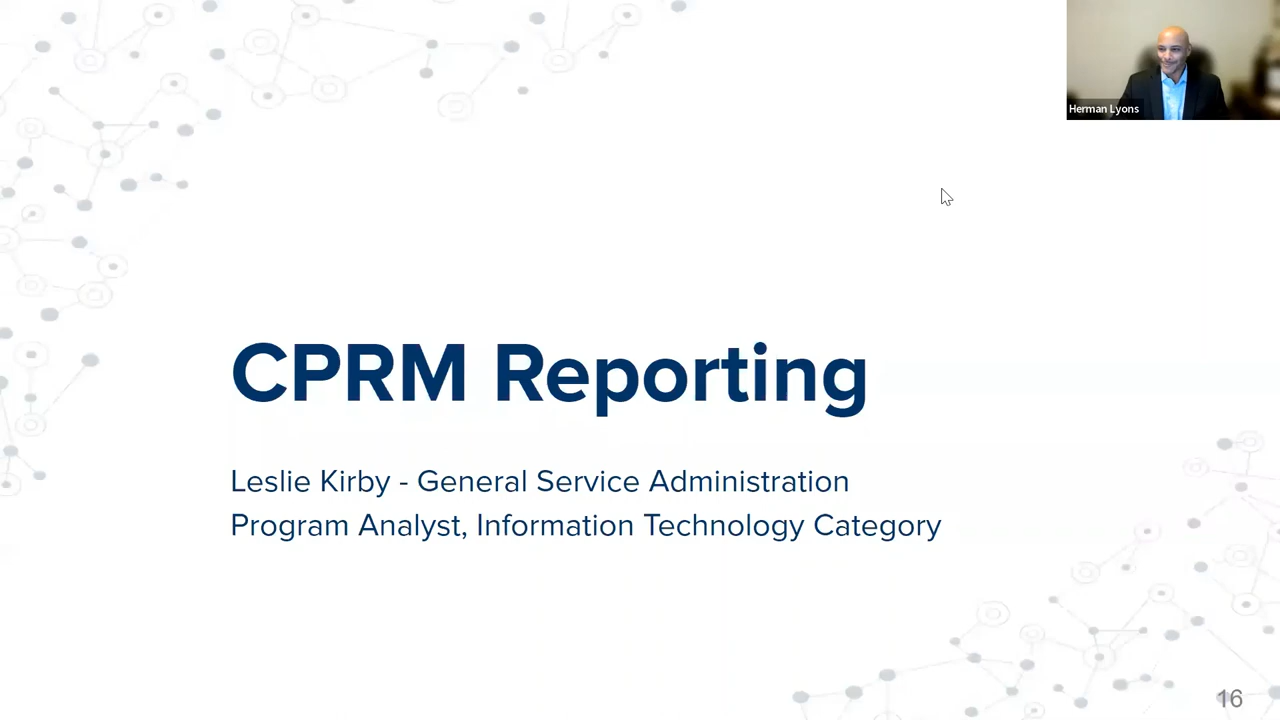 Herman Lyons
CPRM Reporting
Leslie Kirby - General Service Administration
Program Analyst, Information Technology Category
16